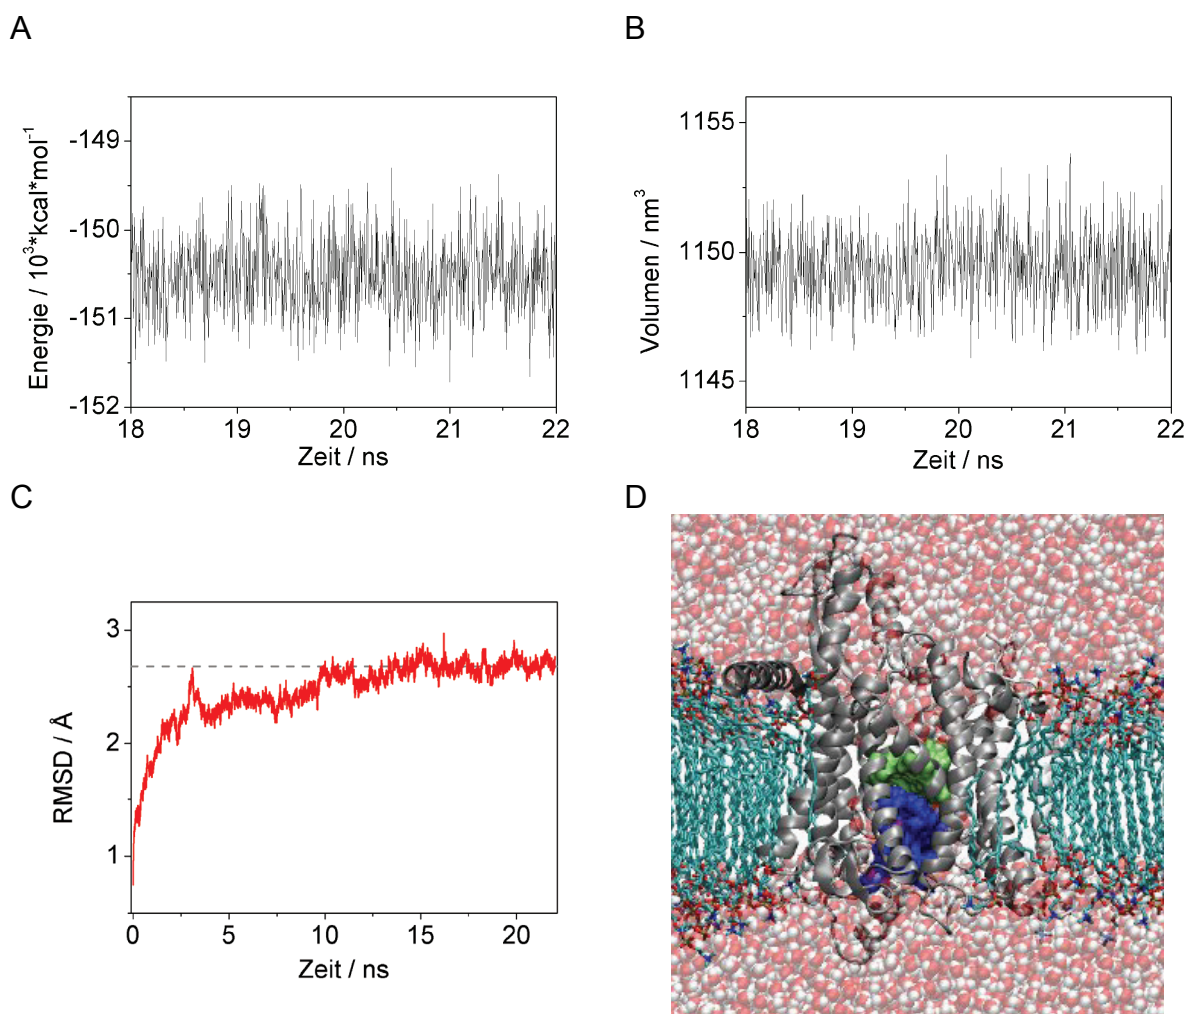 A
B
-149
-150
-151
-152
Energie / 10³*kcal*mol⁻¹
18 19 20 21 22
Zeit / ns
1155
1150
1145
Volumen / nm³
18 19 20 21 22
Zeit / ns
C
D
3
2
1
RMSD / Å
0 5 10 15 20
Zeit / ns